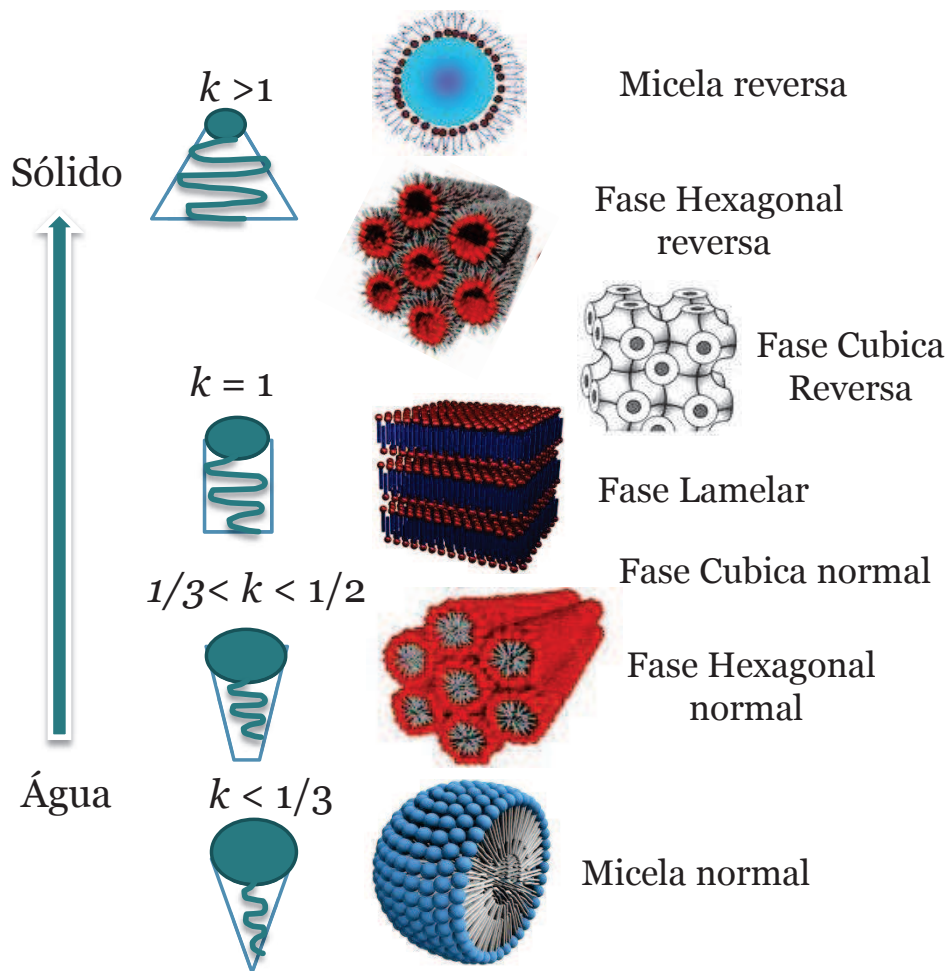 Micela reversa
k >1
Sólido
Fase Hexagonal
reversa
Fase Cubica
Reversa
k = 1
Fase Lamelar
Fase Cubica normal
1/3< k < 1/2
Fase Hexagonal
normal
Água
k < 1/3
Micela normal